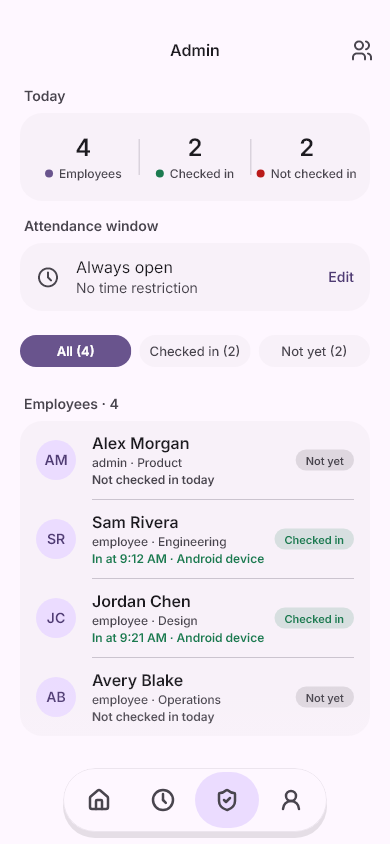 Admin
Today
4
2
2
Employees
Checked in
Not checked in
Attendance window
Always open
No time restriction
Edit
All (4)
Checked in (2)
Not yet (2)
Employees · 4
AM
Alex Morgan
admin · Product
Not checked in today
Not yet
SR
Sam Rivera
employee · Engineering
In at 9:12 AM · Android device
Checked in
JC
Jordan Chen
employee · Design
In at 9:21 AM · Android device
Checked in
AB
Avery Blake
employee · Operations
Not checked in today
Not yet